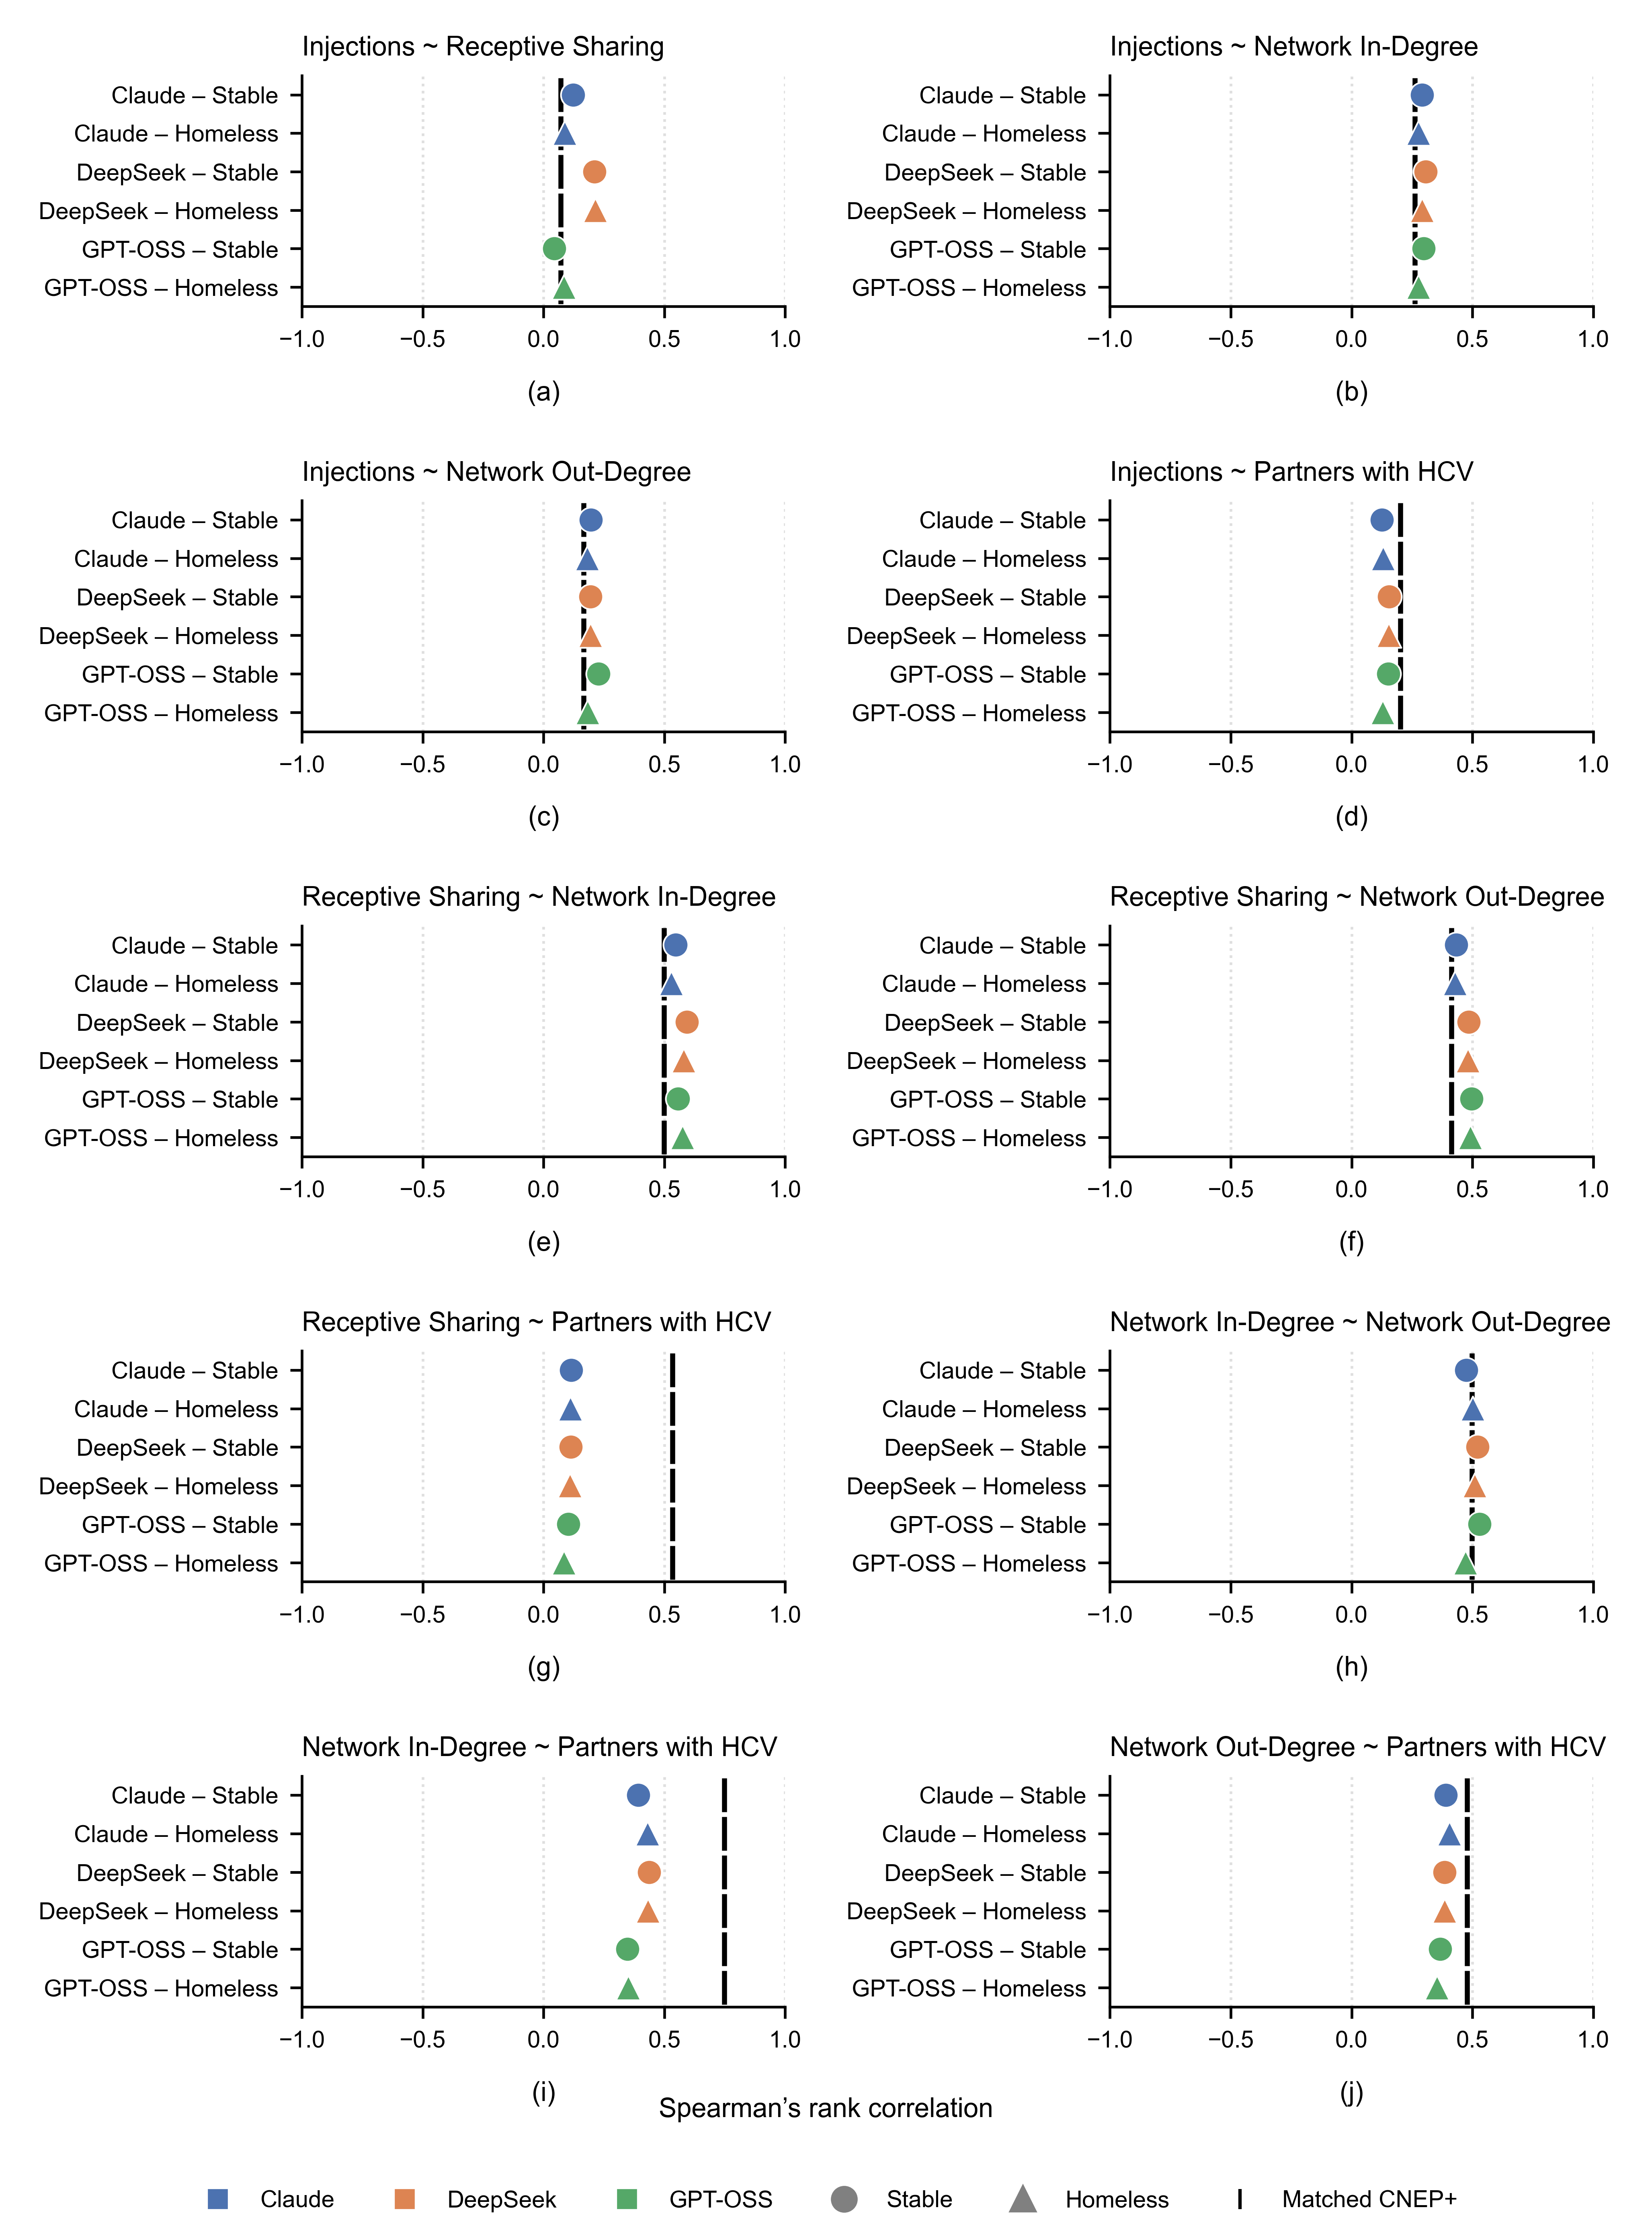 Injections ~ Receptive Sharing
Claude – Stable
Claude – Homeless
DeepSeek – Stable
DeepSeek – Homeless
GPT-OSS – Stable
GPT-OSS – Homeless
−1.0 −0.5 0.0 0.5 1.0
(a)
Injections ~ Network In-Degree
Claude – Stable
Claude – Homeless
DeepSeek – Stable
DeepSeek – Homeless
GPT-OSS – Stable
GPT-OSS – Homeless
−1.0 −0.5 0.0 0.5 1.0
(b)
Injections ~ Network Out-Degree
Claude – Stable
Claude – Homeless
DeepSeek – Stable
DeepSeek – Homeless
GPT-OSS – Stable
GPT-OSS – Homeless
−1.0 −0.5 0.0 0.5 1.0
(c)
Injections ~ Partners with HCV
Claude – Stable
Claude – Homeless
DeepSeek – Stable
DeepSeek – Homeless
GPT-OSS – Stable
GPT-OSS – Homeless
−1.0 −0.5 0.0 0.5 1.0
(d)
Receptive Sharing ~ Network In-Degree
Claude – Stable
Claude – Homeless
DeepSeek – Stable
DeepSeek – Homeless
GPT-OSS – Stable
GPT-OSS – Homeless
−1.0 −0.5 0.0 0.5 1.0
(e)
Receptive Sharing ~ Network Out-Degree
Claude – Stable
Claude – Homeless
DeepSeek – Stable
DeepSeek – Homeless
GPT-OSS – Stable
GPT-OSS – Homeless
−1.0 −0.5 0.0 0.5 1.0
(f)
Receptive Sharing ~ Partners with HCV
Claude – Stable
Claude – Homeless
DeepSeek – Stable
DeepSeek – Homeless
GPT-OSS – Stable
GPT-OSS – Homeless
−1.0 −0.5 0.0 0.5 1.0
(g)
Network In-Degree ~ Network Out-Degree
Claude – Stable
Claude – Homeless
DeepSeek – Stable
DeepSeek – Homeless
GPT-OSS – Stable
GPT-OSS – Homeless
−1.0 −0.5 0.0 0.5 1.0
(h)
Network In-Degree ~ Partners with HCV
Claude – Stable
Claude – Homeless
DeepSeek – Stable
DeepSeek – Homeless
GPT-OSS – Stable
GPT-OSS – Homeless
−1.0 −0.5 0.0 0.5 1.0
(i)
Network Out-Degree ~ Partners with HCV
Claude – Stable
Claude – Homeless
DeepSeek – Stable
DeepSeek – Homeless
GPT-OSS – Stable
GPT-OSS – Homeless
−1.0 −0.5 0.0 0.5 1.0
(j)
Spearman’s rank correlation
Claude DeepSeek GPT-OSS Stable Homeless Matched CNEP+